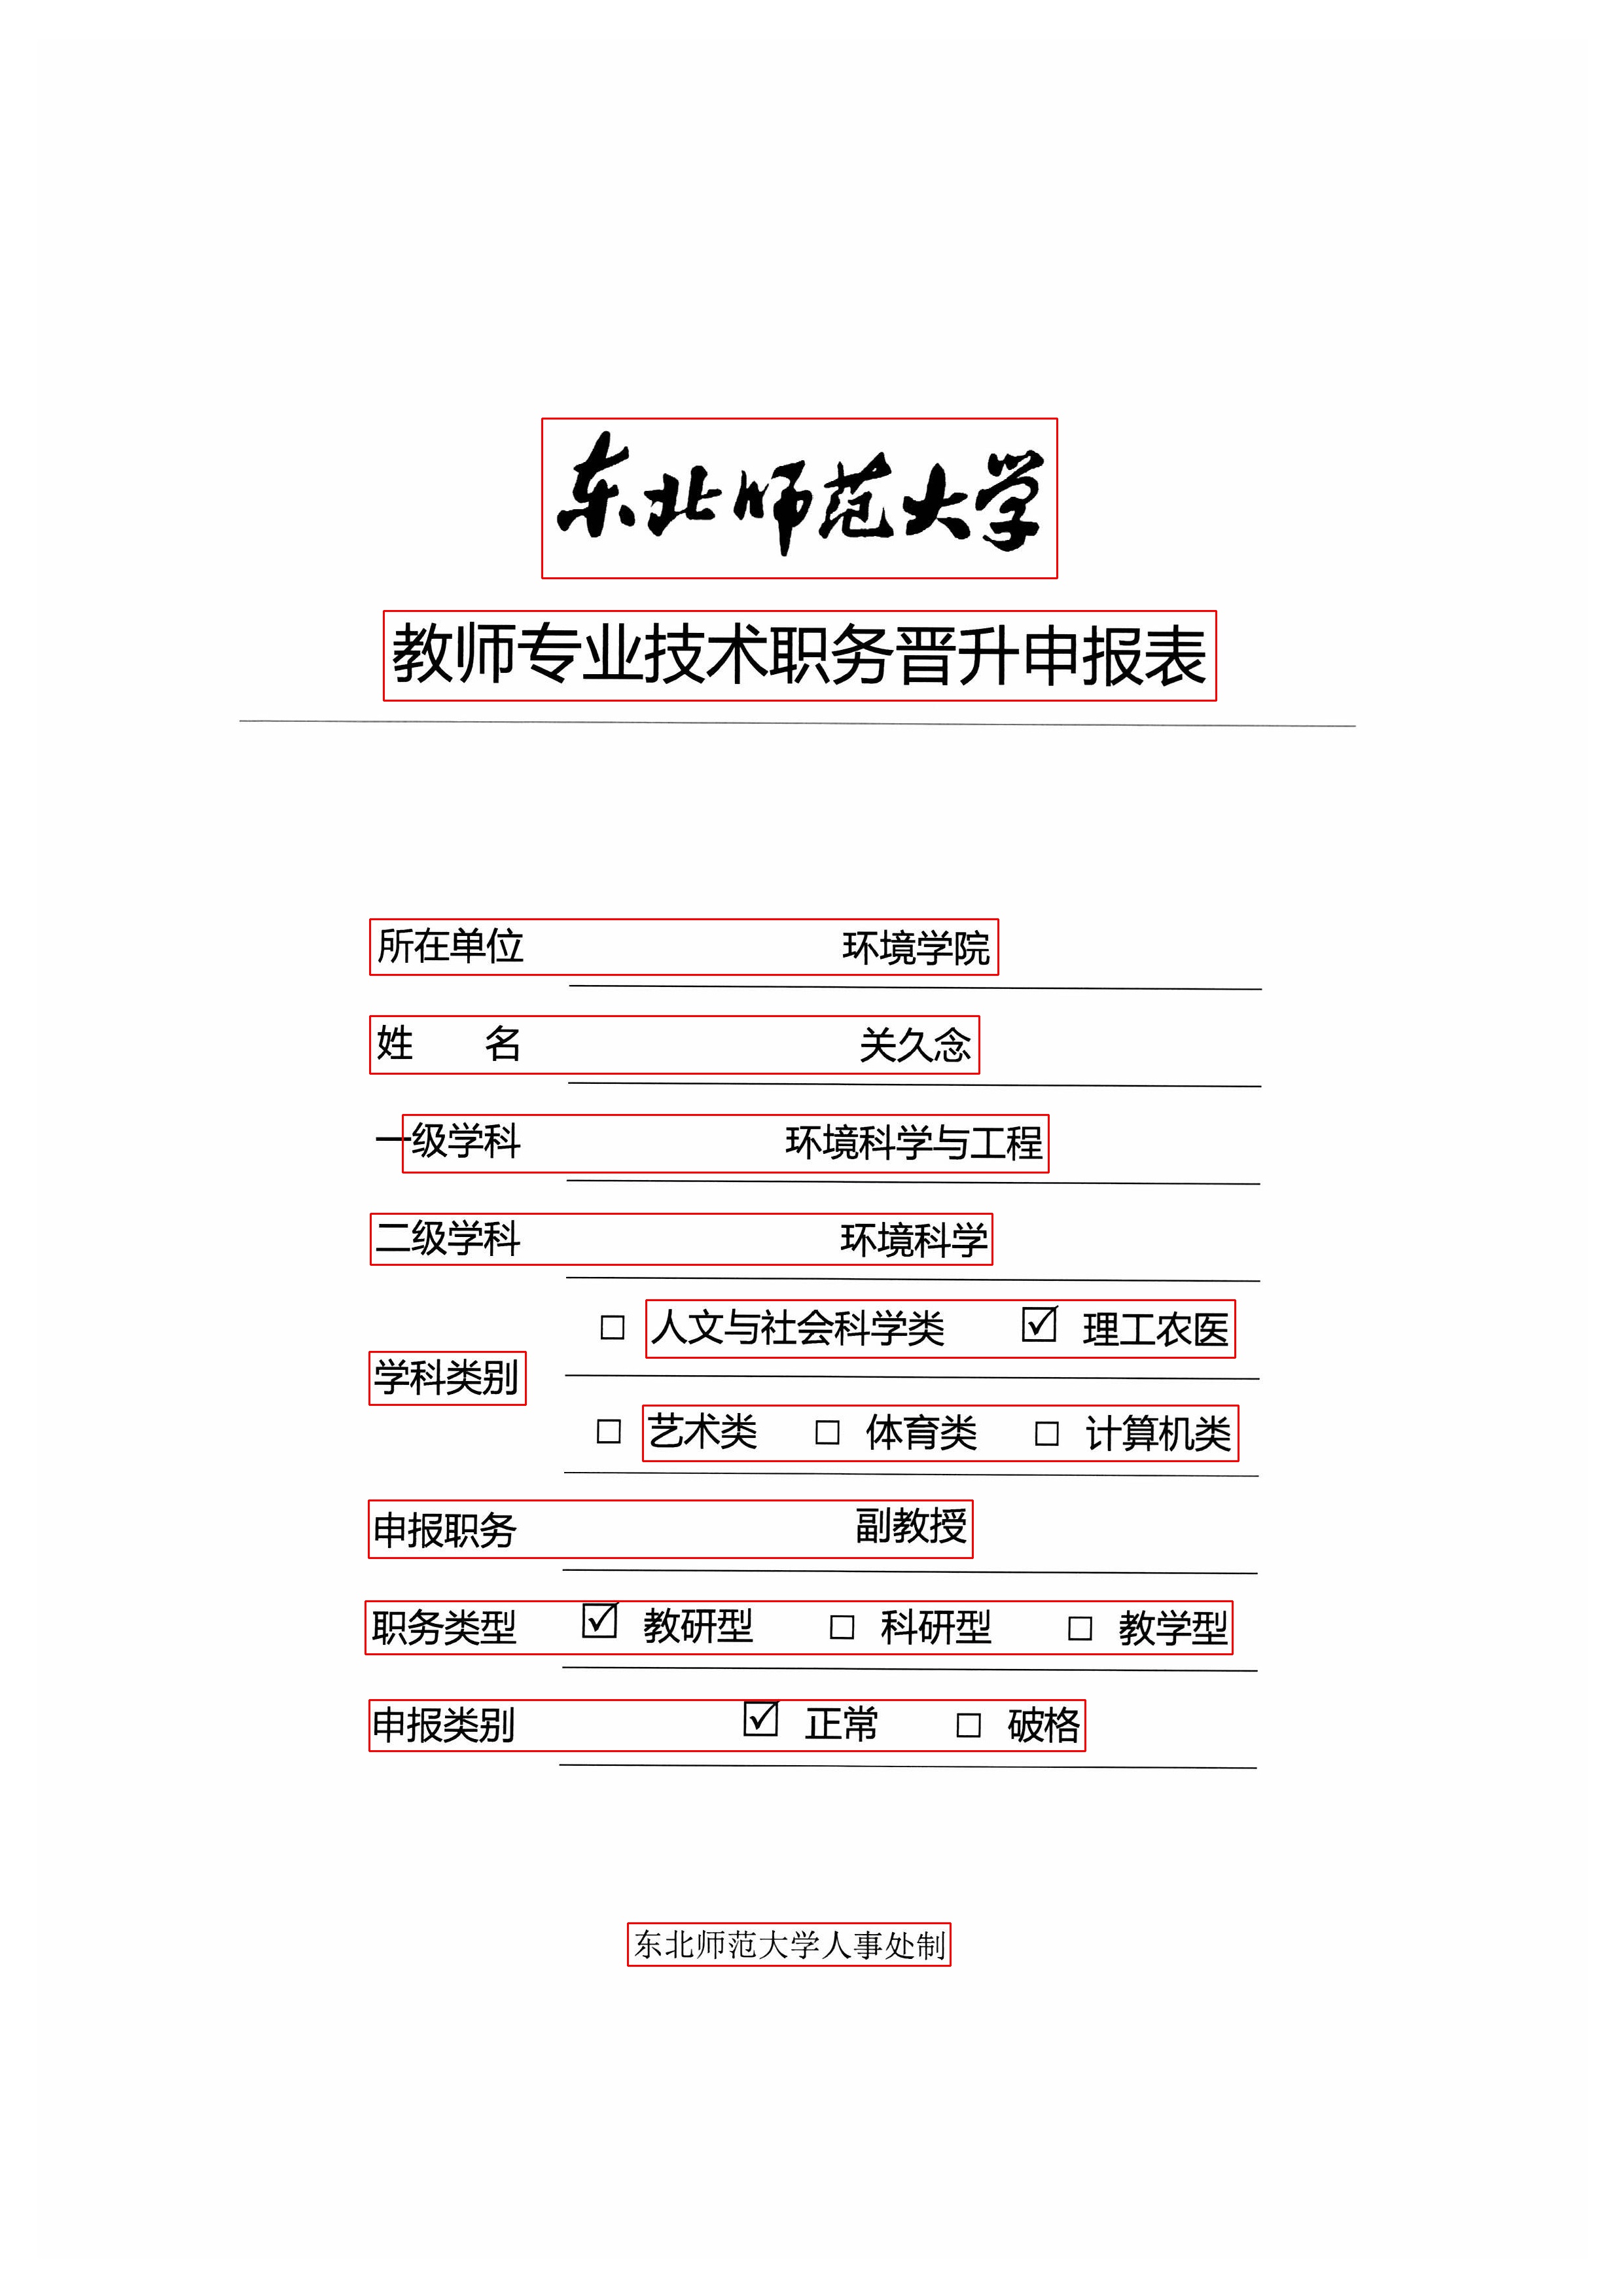 东北师范大学
教师专业技术职务晋升申报表
所在单位 环境学院
姓 名 关久念
一级学科 环境科学与工程
二级学科 环境科学
□ 人文与社会科学类 ☑ 理工农医
学科类别
□ 艺术类 □ 体育类 □ 计算机类
申报职务 副教授
职务类型 ☑ 教研型 □ 科研型 □ 教学型
申报类别 ☑ 正常 □ 破格
东北师范大学人事处制